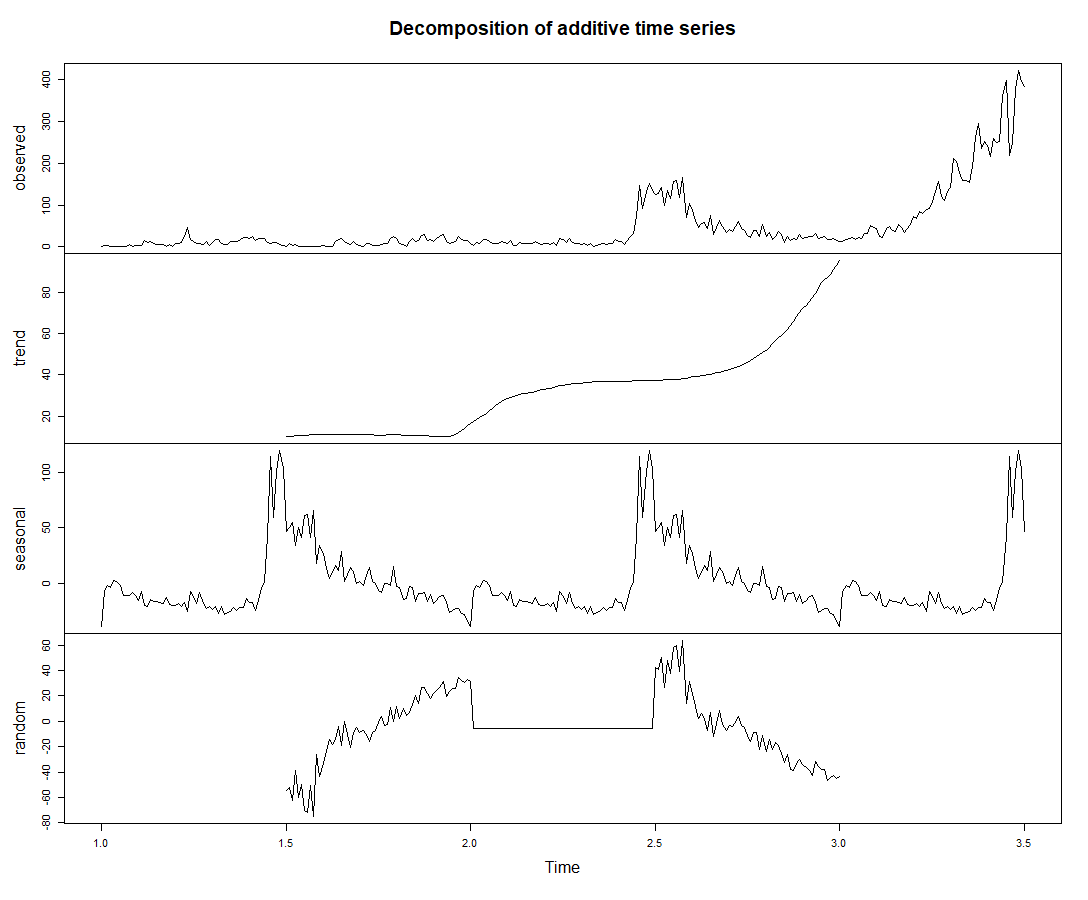 Decomposition of additive time series
observed
0 100 200 300 400
trend
20 40 60 80
seasonal
0 50 100
random
-80 -60 -40 -20 0 20 40 60
1.0 1.5 2.0 2.5 3.0 3.5
Time